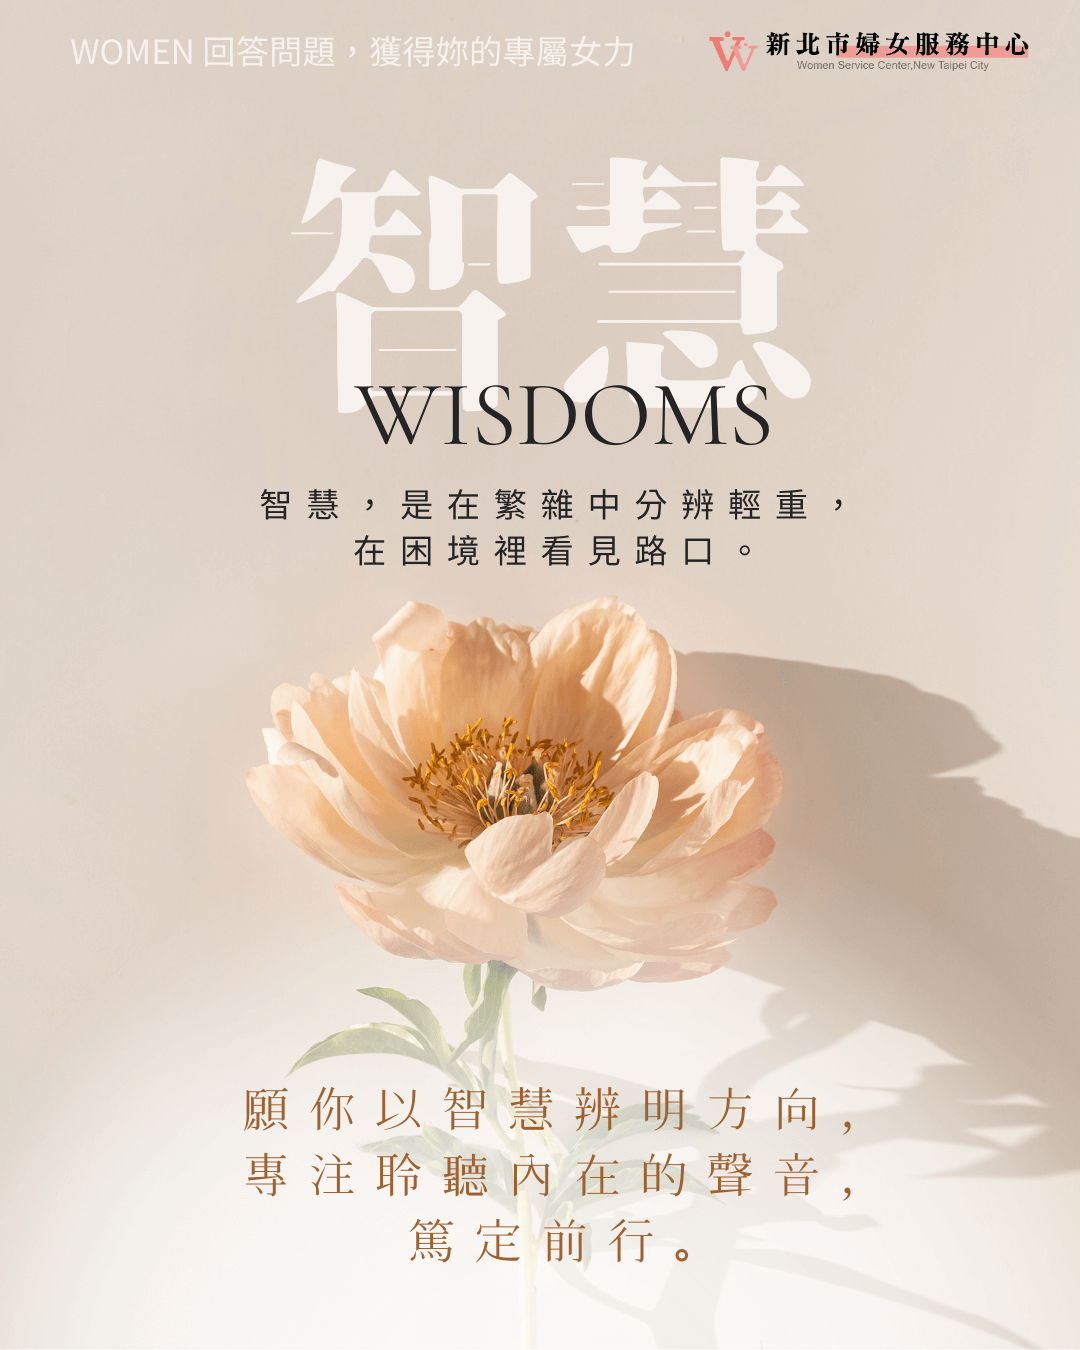 WOMEN 回答問題，獲得妳的專屬女力
新北市婦女服務中心
Women Service Center,New Taipei City
智慧
WISDOMS
智慧，是在繁雜中分辨輕重，
在困境裡看見路口。
願你以智慧辨明方向，
專注聆聽內在的聲音，
篤定前行。